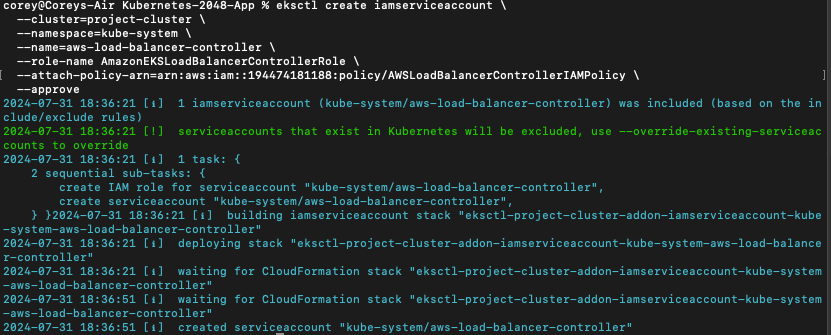 corey@Coreys-Air Kubernetes-2048-App % eksctl create iamserviceaccount \
--cluster=project-cluster \
--namespace=kube-system \
--name=aws-load-balancer-controller \
--role-name AmazonEKSLoadBalancerControllerRole \
[ --attach-policy-arn=arn:aws:iam::194474181188:policy/AWSLoadBalancerControllerIAMPolicy \ ]
--approve
2024-07-31 18:36:21 [ℹ]  1 iamserviceaccount (kube-system/aws-load-balancer-controller) was included (based on the in
clude/exclude rules)
2024-07-31 18:36:21 [!]  serviceaccounts that exist in Kubernetes will be excluded, use --override-existing-serviceac
counts to override
2024-07-31 18:36:21 [ℹ]  1 task: {
2 sequential sub-tasks: {
create IAM role for serviceaccount "kube-system/aws-load-balancer-controller",
create serviceaccount "kube-system/aws-load-balancer-controller",
} }2024-07-31 18:36:21 [ℹ]  building iamserviceaccount stack "eksctl-project-cluster-addon-iamserviceaccount-kube
-system-aws-load-balancer-controller"
2024-07-31 18:36:21 [ℹ]  deploying stack "eksctl-project-cluster-addon-iamserviceaccount-kube-system-aws-load-balance
r-controller"
2024-07-31 18:36:21 [ℹ]  waiting for CloudFormation stack "eksctl-project-cluster-addon-iamserviceaccount-kube-system
-aws-load-balancer-controller"
2024-07-31 18:36:51 [ℹ]  waiting for CloudFormation stack "eksctl-project-cluster-addon-iamserviceaccount-kube-system
-aws-load-balancer-controller"
2024-07-31 18:36:51 [ℹ]  created serviceaccount "kube-system/aws-load-balancer-controller"